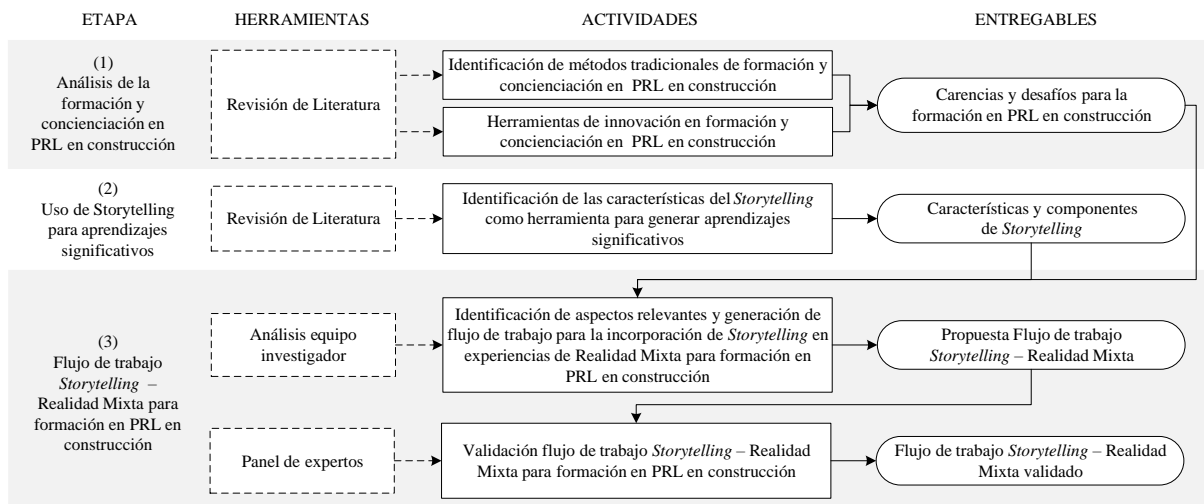 ETAPA HERRAMIENTAS ACTIVIDADES ENTREGABLES
(1)
Análisis de la
formación y
concienciación en
PRL en construcción
Revisión de Literatura
Identificación de métodos tradicionales de formación y
concienciación en PRL en construcción
Herramientas de innovación en formación y
concienciación en PRL en construcción
Carencias y desafíos para la
formación en PRL en construcción
(2)
Uso de Storytelling
para aprendizajes
significativos
Revisión de Literatura
Identificación de las características del Storytelling
como herramienta para generar aprendizajes
significativos
Características y componentes
de Storytelling
(3)
Flujo de trabajo
Storytelling –
Realidad Mixta para
formación en PRL en
construcción
Análisis equipo
investigador
Identificación de aspectos relevantes y generación de
flujo de trabajo para la incorporación de Storytelling en
experiencias de Realidad Mixta para formación en
PRL en construcción
Propuesta Flujo de trabajo
Storytelling – Realidad Mixta
Panel de expertos
Validación flujo de trabajo Storytelling – Realidad
Mixta para formación en PRL en construcción
Flujo de trabajo Storytelling – Realidad
Mixta validado